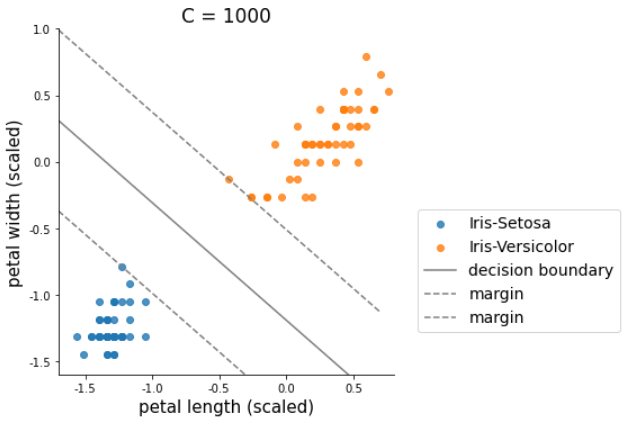 C = 1000
1.0
0.5
0.0
-0.5
-1.0
-1.5
petal width (scaled)
-1.5 -1.0 -0.5 0.0 0.5
petal length (scaled)
Iris-Setosa
Iris-Versicolor
decision boundary
margin
margin